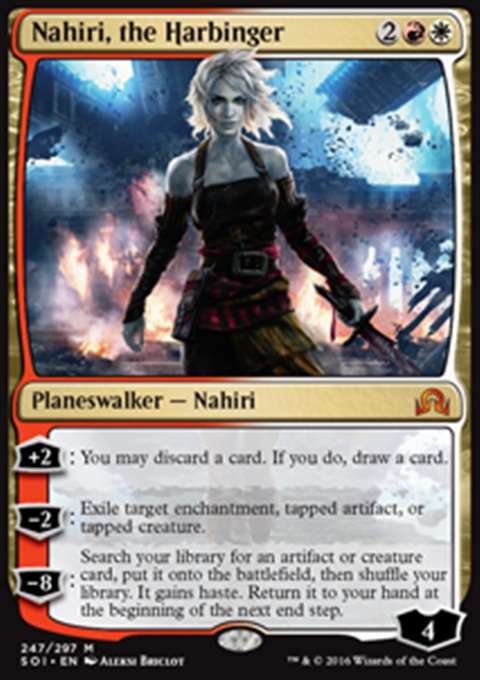 Nahiri, the Harbinger 2
Planeswalker — Nahiri
+2 : You may discard a card. If you do, draw a card.
-2 : Exile target enchantment, tapped artifact, or
tapped creature.
Search your library for an artifact or creature
-8 : card, put it onto the battlefield, then shuffle your
library. It gains haste. Return it to your hand at
the beginning of the next end step.
4
247/297 M
SOI • EN Aleksi Briclot
™ & © 2016 Wizards of the Coast